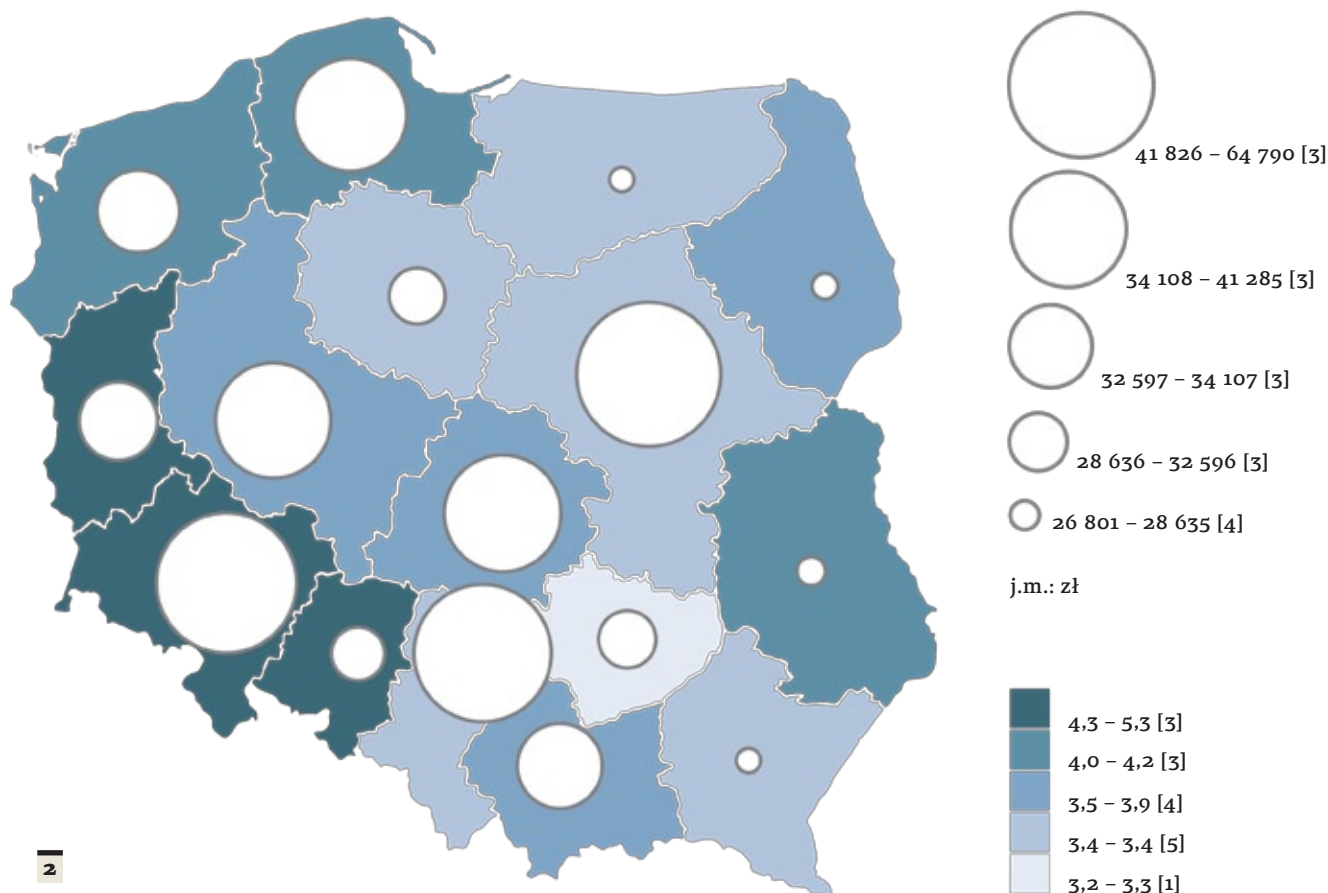 41 826 – 64 790 [3]
34 108 – 41 285 [3]
32 597 – 34 107 [3]
28 636 – 32 596 [3]
26 801 – 28 635 [4]
j.m.: zł
4,3 – 5,3 [3]
4,0 – 4,2 [3]
3,5 – 3,9 [4]
3,4 – 3,4 [5]
3,2 – 3,3 [1]
2